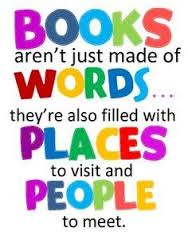 BOOKS
aren't just made of
WORDS...
they're also filled with
PLACES
to visit and
PEOPLE
to meet.